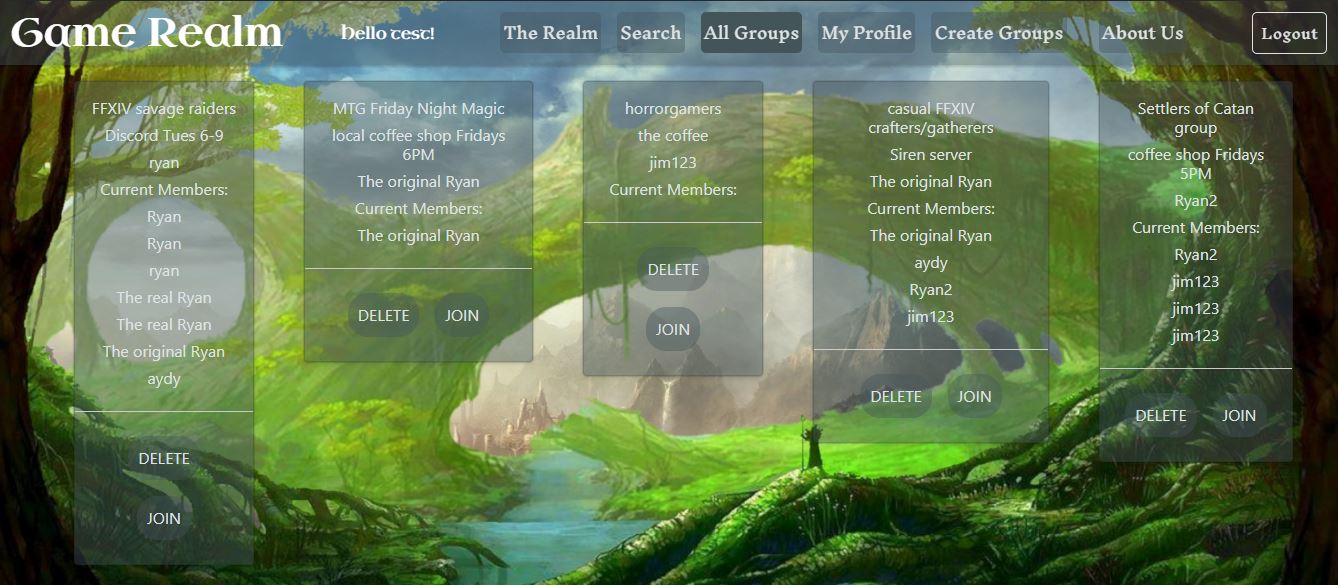 Game Realm
hello test!
The Realm
Search
All Groups
My Profile
Create Groups
About Us
Logout
FFXIV savage raiders
Discord Tues 6-9
ryan
Current Members:
Ryan
Ryan
ryan
The real Ryan
The real Ryan
The original Ryan
aydy
DELETE
JOIN
MTG Friday Night Magic
local coffee shop Fridays
6PM
The original Ryan
Current Members:
The original Ryan
DELETE
JOIN
horrorgamers
the coffee
jim123
Current Members:
DELETE
JOIN
casual FFXIV
crafters/gatherers
Siren server
The original Ryan
Current Members:
The original Ryan
aydy
Ryan2
jim123
DELETE
JOIN
Settlers of Catan
group
coffee shop Fridays
5PM
Ryan2
Current Members:
Ryan2
jim123
jim123
jim123
DELETE
JOIN